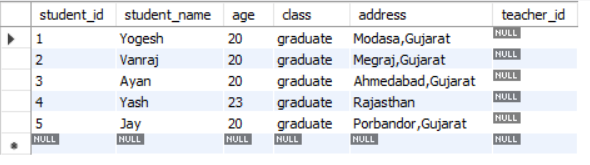 student_id student_name age class address teacher_id
1 Yogesh 20 graduate Modasa,Gujarat NULL
2 Vanraj 20 graduate Megraj,Gujarat NULL
3 Ayan 20 graduate Ahmedabad,Gujarat NULL
4 Yash 23 graduate Rajasthan NULL
5 Jay 20 graduate Porbandor,Gujarat NULL
NULL NULL NULL NULL NULL NULL